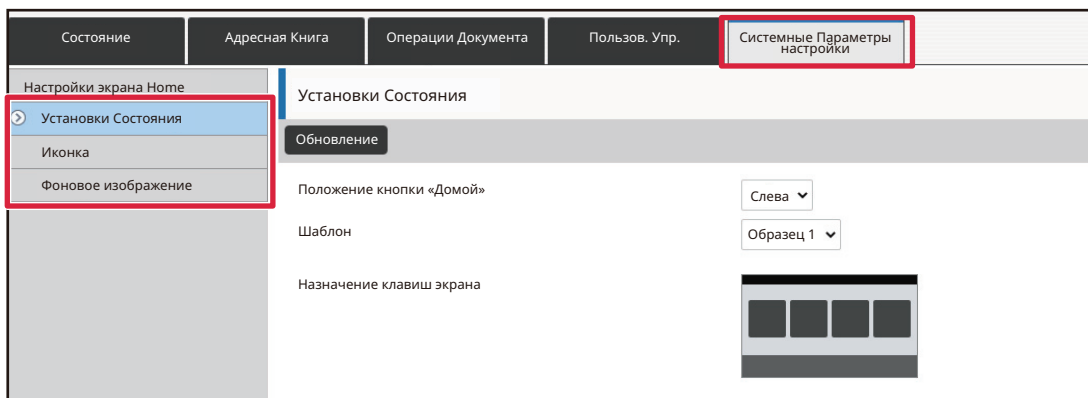 Состояние
Адресная Книга
Операции Документа
Пользов. Упр.
Системные Параметры
настройки
Настройки экрана Home
Установки Состояния
Иконка
Фоновое изображение
Установки Состояния
Обновление
Положение кнопки «Домой»
Слева
Шаблон
Образец 1
Назначение клавиш экрана